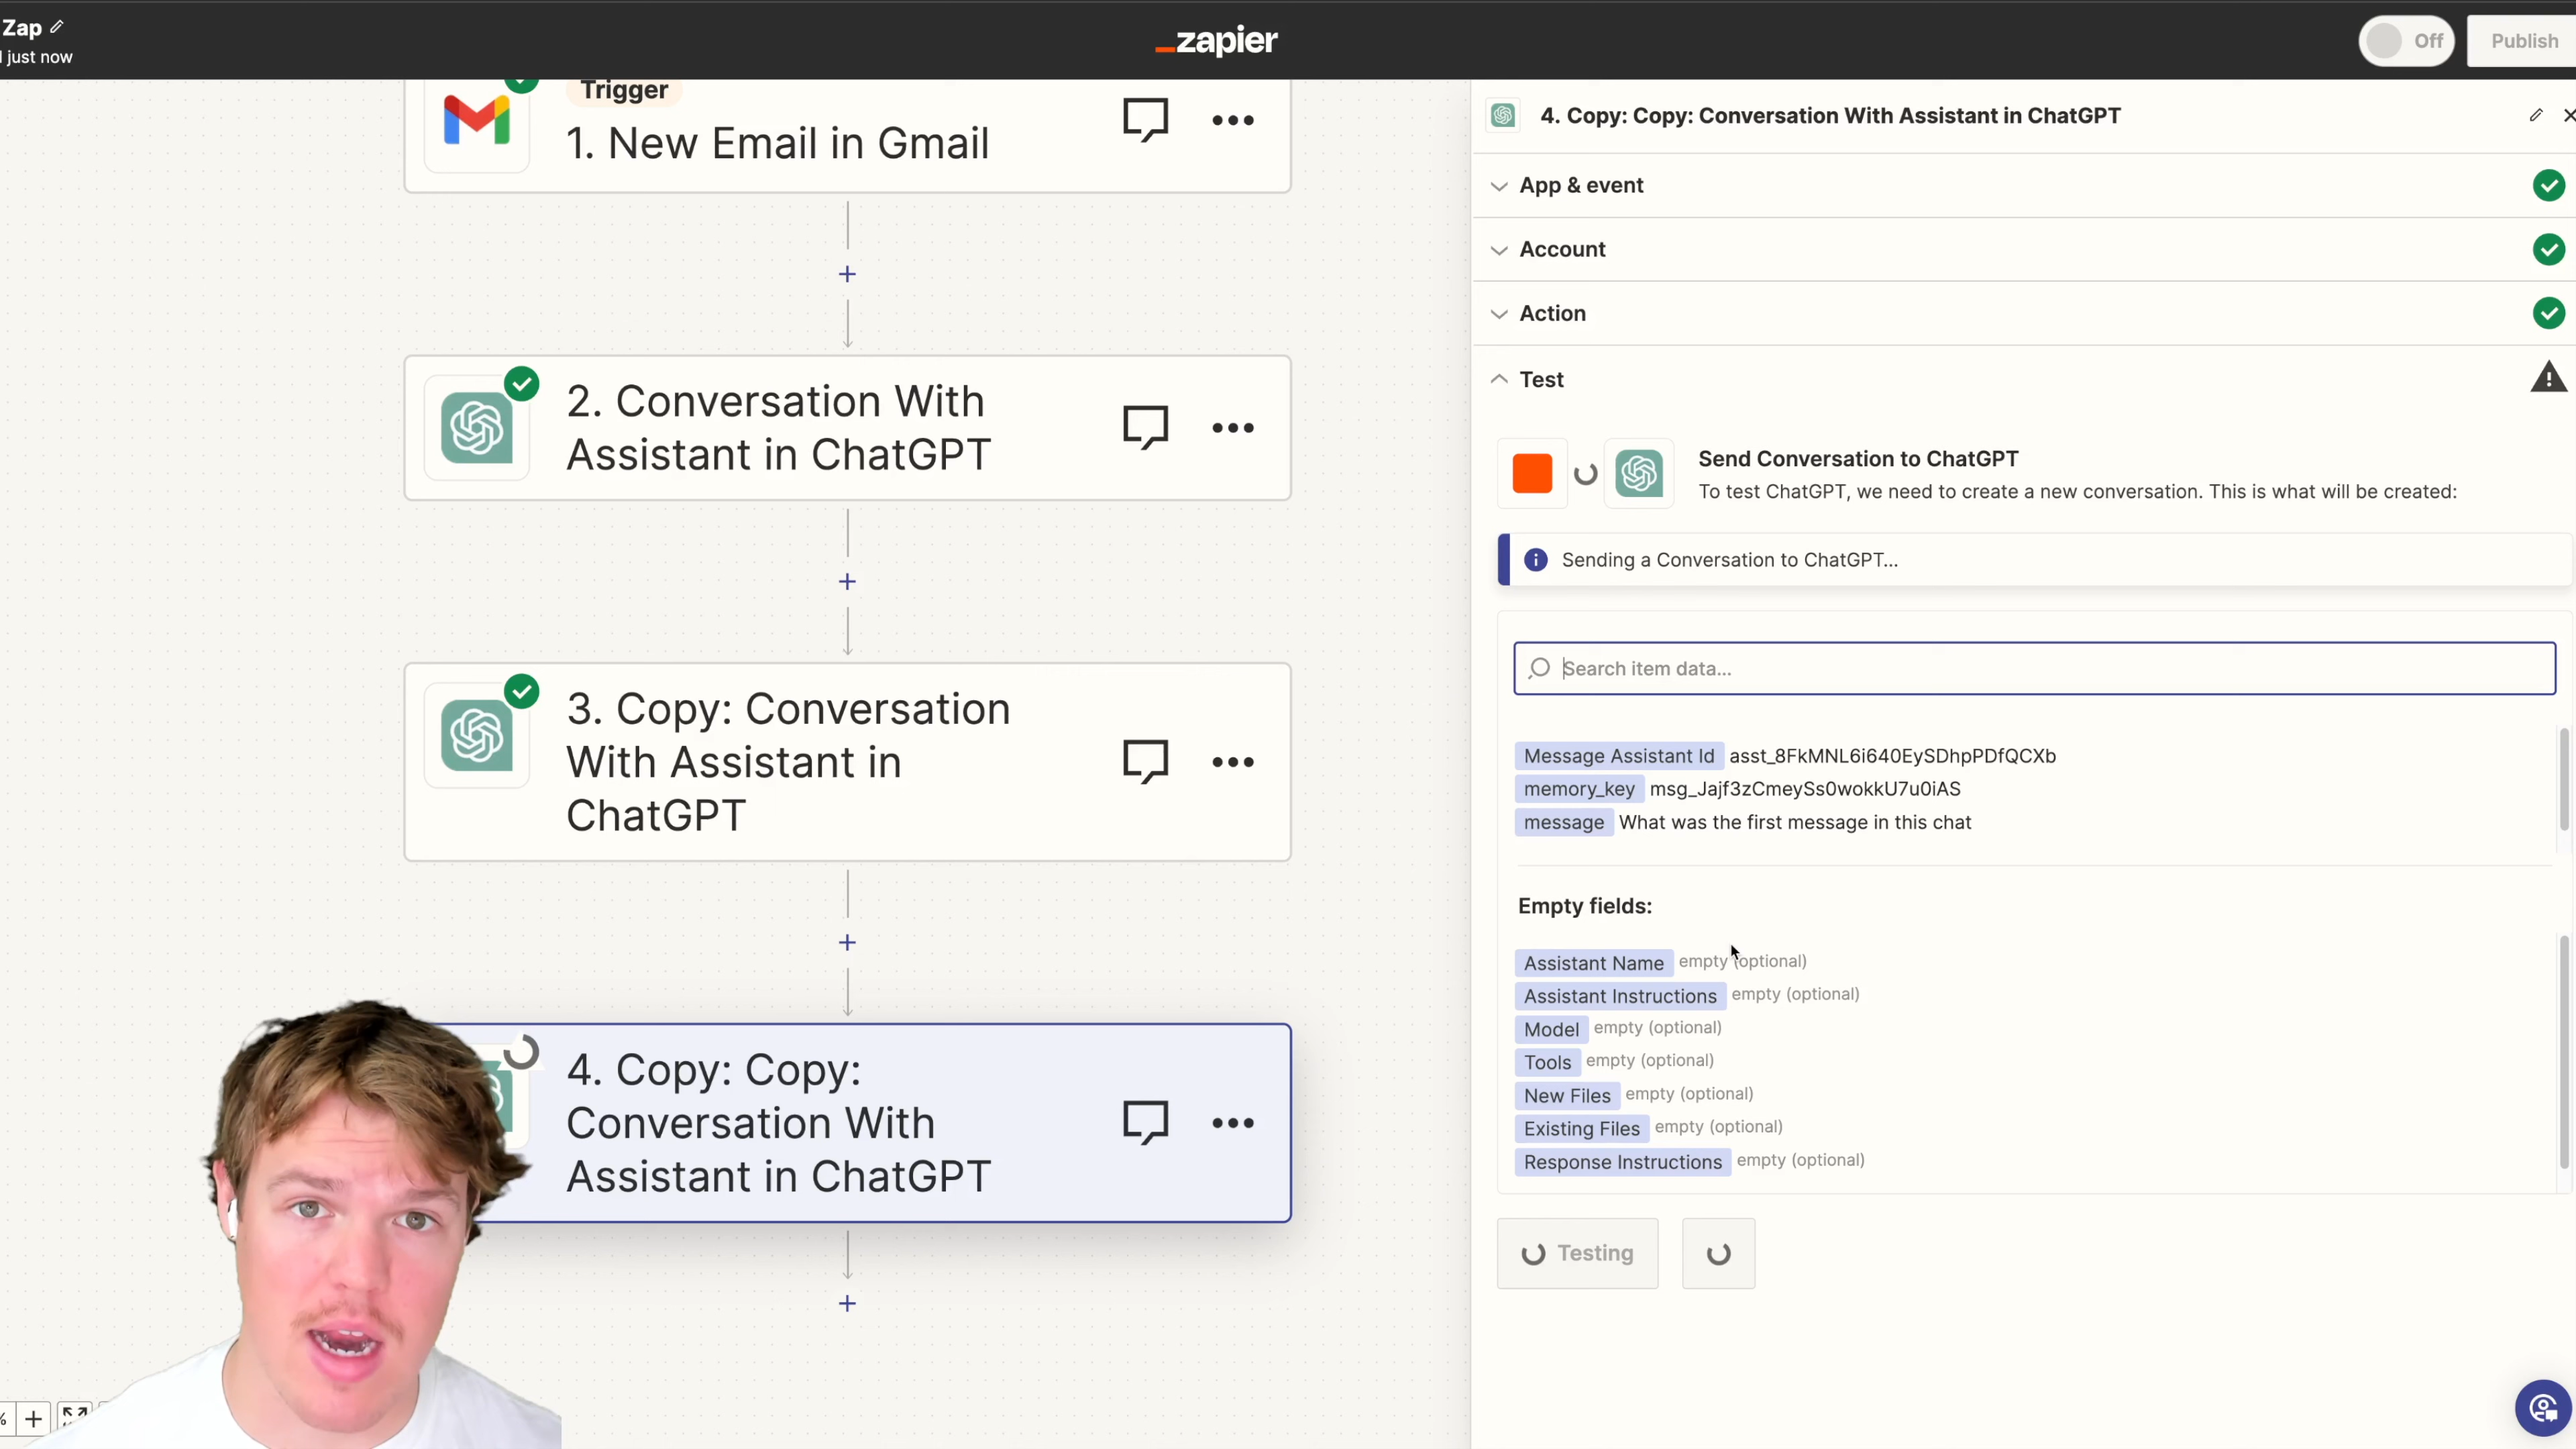 Zap
just now
zapier
Off
Publish
Trigger
1. New Email in Gmail
2. Conversation With
Assistant in ChatGPT
3. Copy: Conversation
With Assistant in
ChatGPT
4. Copy: Copy:
Conversation With
Assistant in ChatGPT
%
4. Copy: Copy: Conversation With Assistant in ChatGPT
App & event
Account
Action
Test
Send Conversation to ChatGPT
To test ChatGPT, we need to create a new conversation. This is what will be created:
Sending a Conversation to ChatGPT...
Search item data...
Message Assistant Id asst_8FkMNL6i640EySDhpPDfQCXb
memory_key msg_Jajf3zCmeySs0wokkU7u0iAS
message What was the first message in this chat
Empty fields:
Assistant Name empty (optional)
Assistant Instructions empty (optional)
Model empty (optional)
Tools empty (optional)
New Files empty (optional)
Existing Files empty (optional)
Response Instructions empty (optional)
Testing